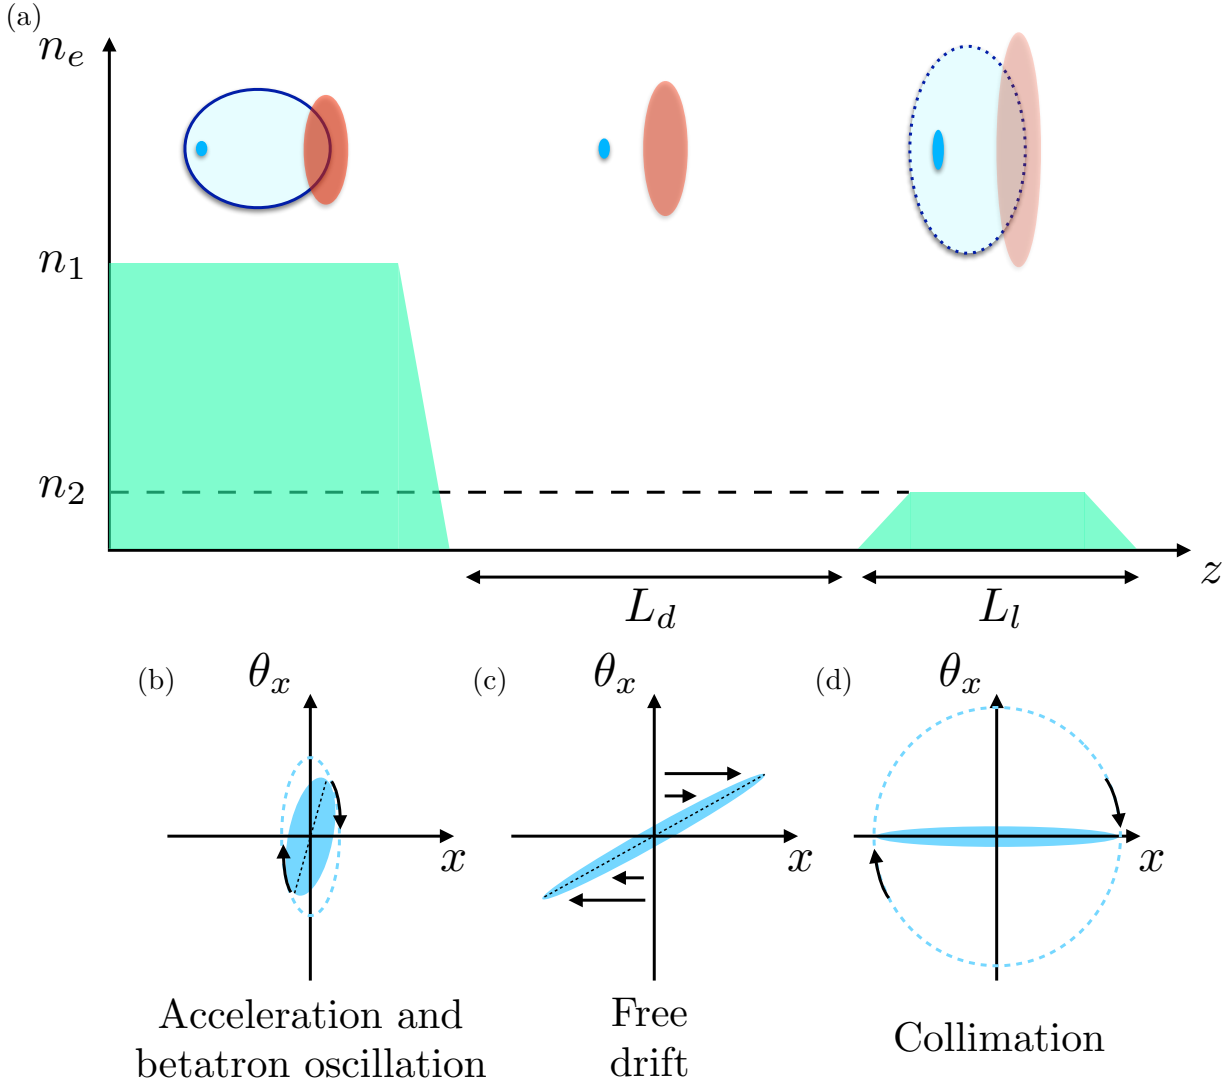 (a)
n_e
n_1
n_2
z
L_d
L_l
(b) θ_x
(c) θ_x
(d) θ_x
x
x
x
Acceleration and
betatron oscillation
Free
drift
Collimation